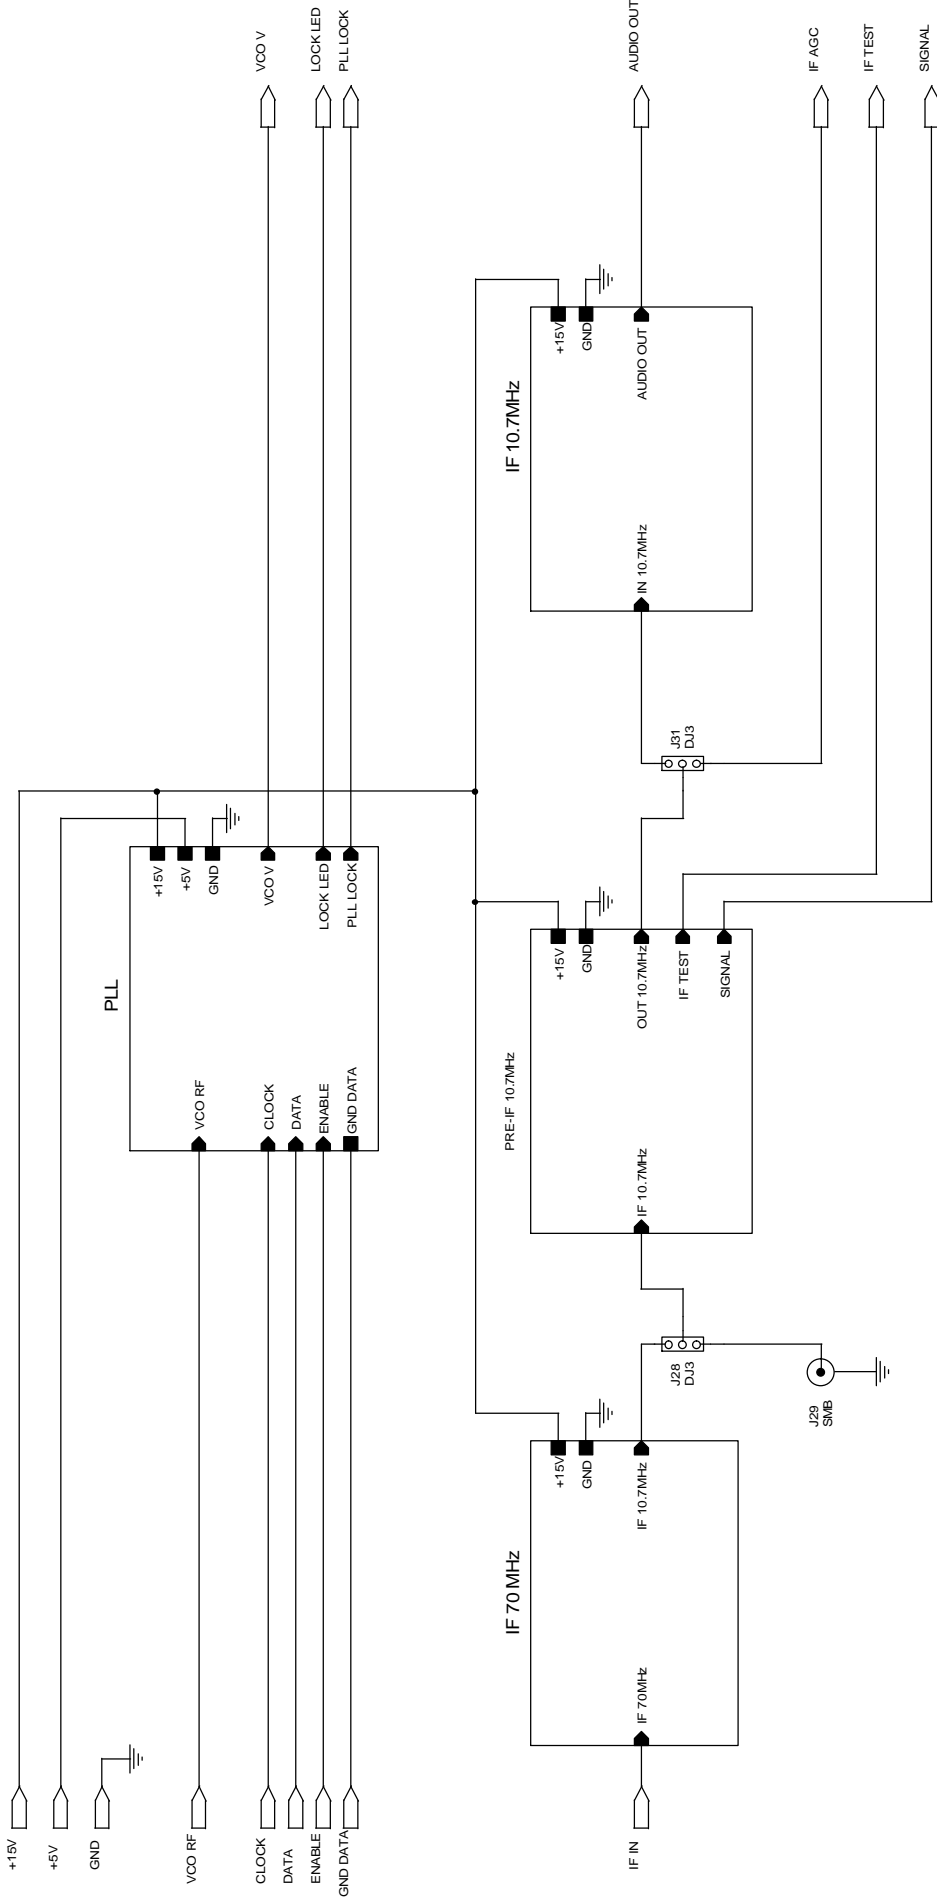 +15V
+5V
GND
VCO RF
CLOCK
DATA
ENABLE
GND DATA
PLL
VCO RF
CLOCK
DATA
ENABLE
GND DATA
+15V
+5V
GND
VCO V
LOCK LED
PLL LOCK
VCO V
LOCK LED
PLL LOCK
IF IN
IF 70 MHz
IF 70MHz
+15V
GND
IF 10.7MHz
J28
DJ3
J29
SMB
PRE-IF 10.7MHz
IF 10.7MHz
+15V
GND
OUT 10.7MHz
IF TEST
SIGNAL
J31
DJ3
IF 10.7MHz
IN 10.7MHz
+15V
GND
AUDIO OUT
AUDIO OUT
IF AGC
IF TEST
SIGNAL